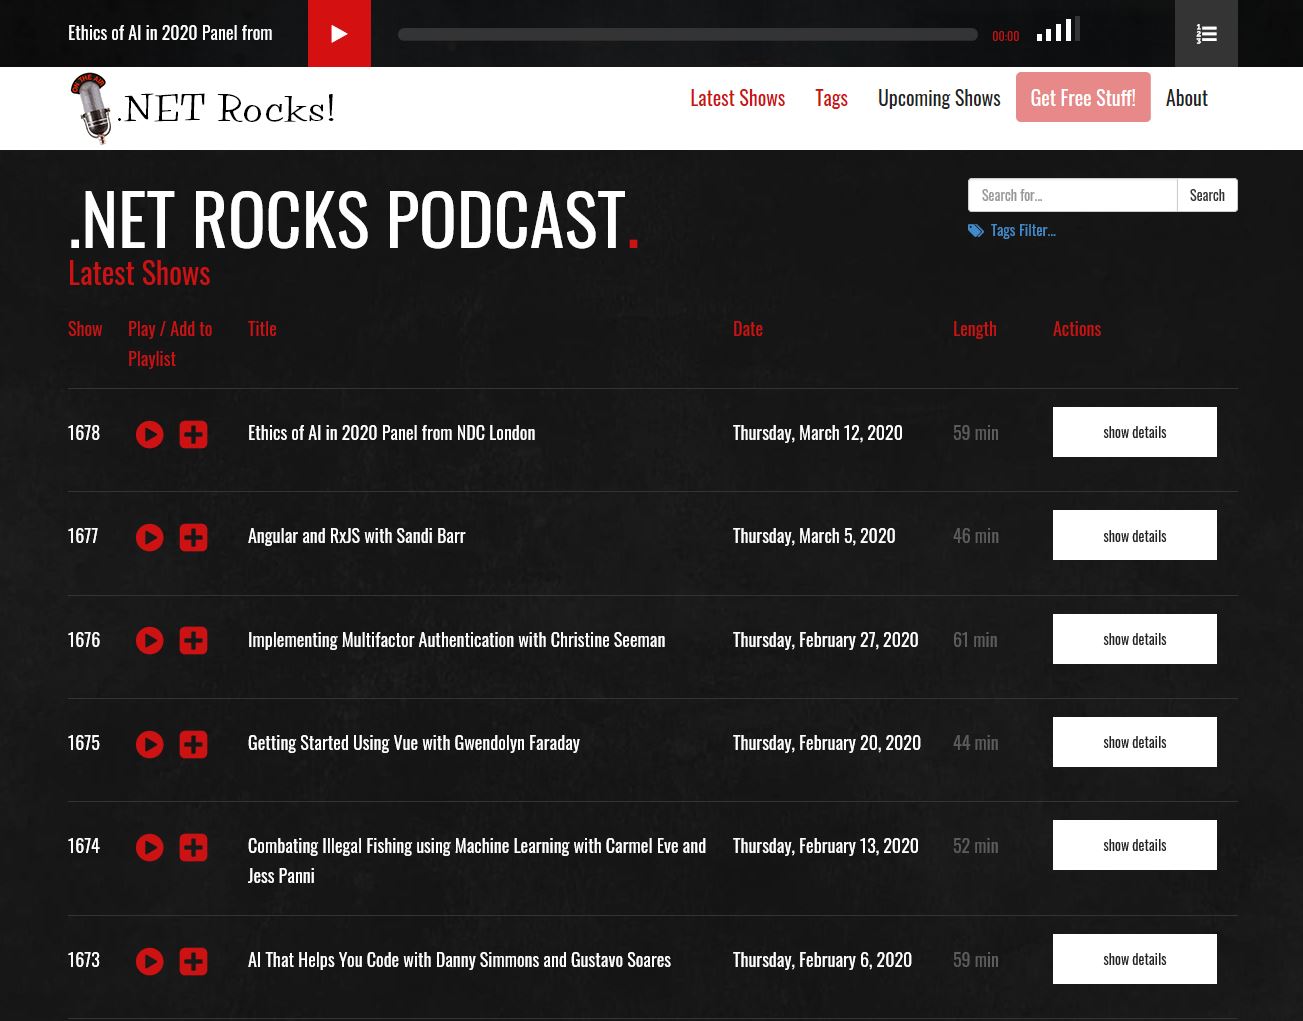 Ethics of AI in 2020 Panel from
00:00
ON THE AIR
.NET Rocks!
Latest Shows
Tags
Upcoming Shows
Get Free Stuff!
About
.NET ROCKS PODCAST.
Latest Shows
Search for...
Search
Tags Filter...
Show
Play / Add to
Playlist
Title
Date
Length
Actions
1678
Ethics of AI in 2020 Panel from NDC London
Thursday, March 12, 2020
59 min
show details
1677
Angular and RxJS with Sandi Barr
Thursday, March 5, 2020
46 min
show details
1676
Implementing Multifactor Authentication with Christine Seeman
Thursday, February 27, 2020
61 min
show details
1675
Getting Started Using Vue with Gwendolyn Faraday
Thursday, February 20, 2020
44 min
show details
1674
Combating Illegal Fishing using Machine Learning with Carmel Eve and
Jess Panni
Thursday, February 13, 2020
52 min
show details
1673
AI That Helps You Code with Danny Simmons and Gustavo Soares
Thursday, February 6, 2020
59 min
show details